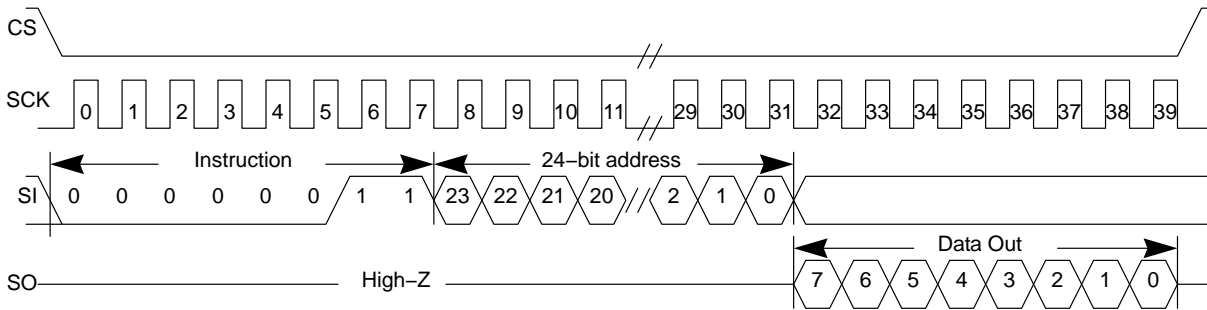 CS
SCK 0 1 2 3 4 5 6 7 8 9 10 11 29 30 31 32 33 34 35 36 37 38 39
Instruction 24−bit address
SI 0 0 0 0 0 0 1 1 23 22 21 20 2 1 0
Data Out
SO High−Z 7 6 5 4 3 2 1 0